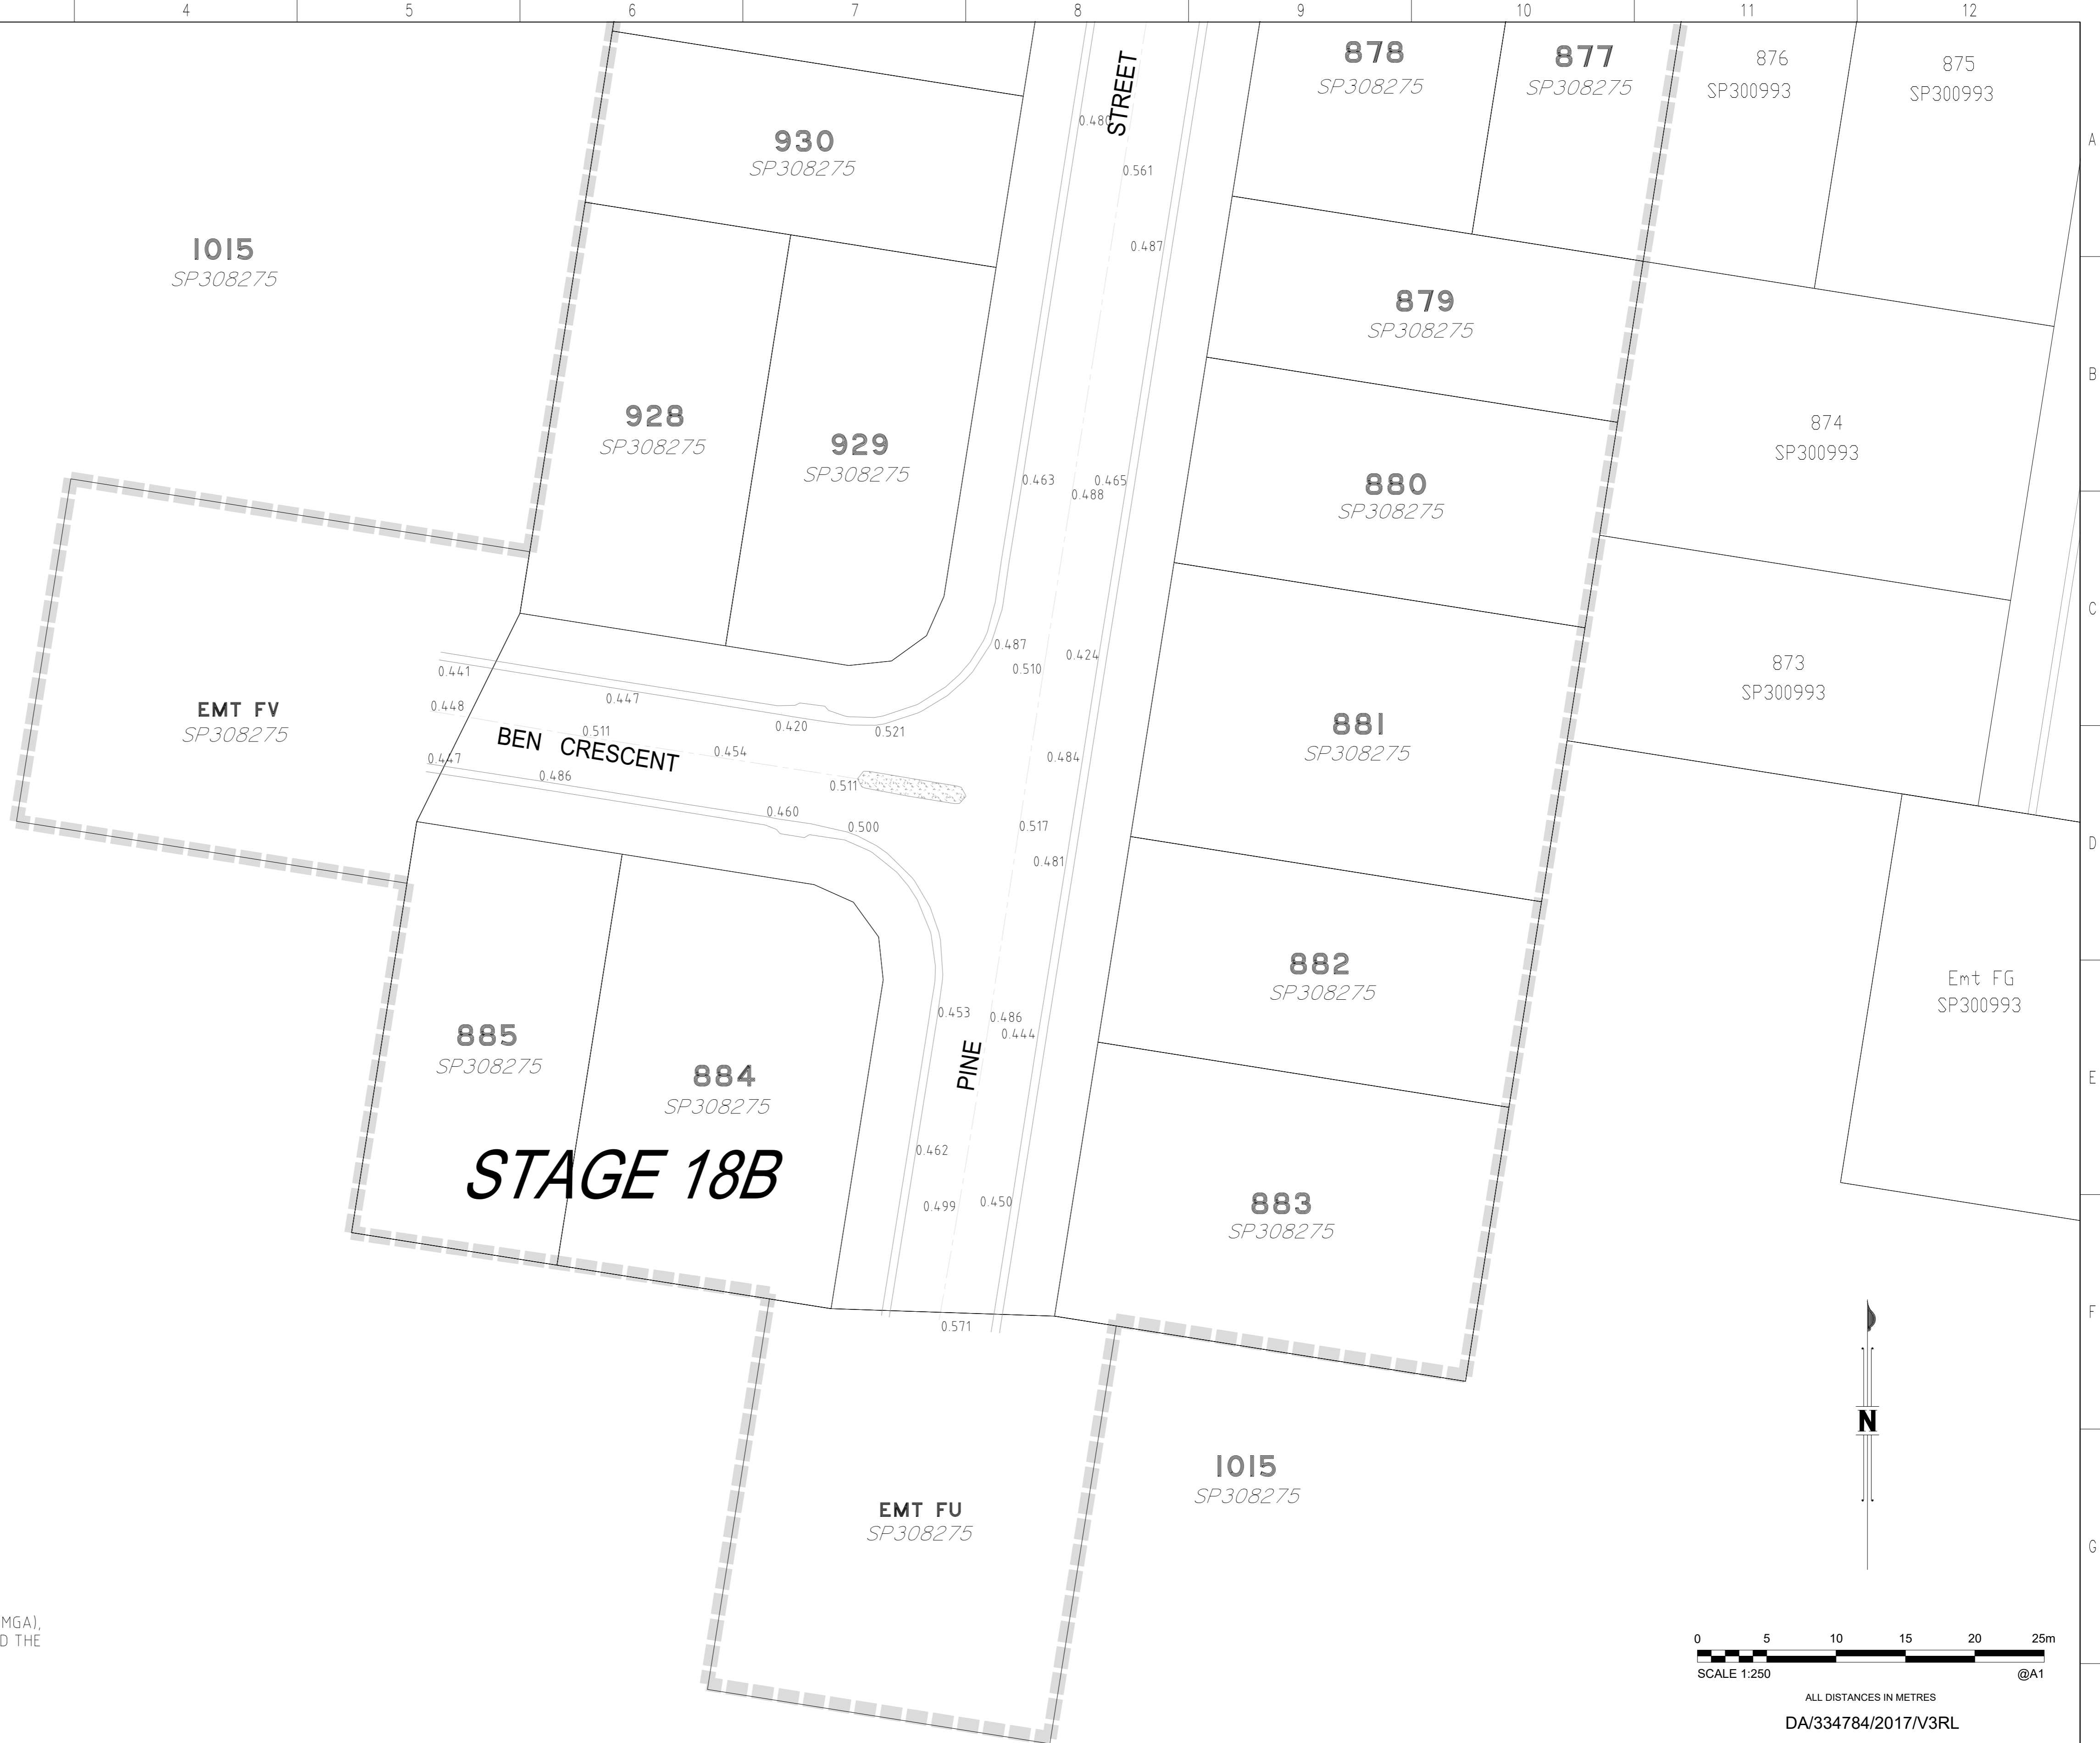 4 5 6 7 8 9 10 11 12
A
B
C
D
E
F
G
878
SP308275
877
SP308275
876
SP300993
875
SP300993
STREET
0.480
0.561
0.487
930
SP308275
1015
SP308275
879
SP308275
928
SP308275
929
SP308275
874
SP300993
880
SP308275
0.463
0.465
0.488
0.487
0.510
0.424
873
SP300993
0.441
0.448
0.447
0.447
0.420
0.521
0.511
0.454
BEN CRESCENT
0.486
0.511
0.460
0.500
EMT FV
SP308275
881
SP308275
0.484
0.517
0.481
882
SP308275
Emt FG
SP300993
0.453
0.486
0.444
PINE
885
SP308275
884
SP308275
STAGE 18B
0.462
0.499
0.450
883
SP308275
0.571
N
1015
SP308275
EMT FU
SP308275
MGA),
D THE
0 5 10 15 20 25m
SCALE 1:250 @A1
ALL DISTANCES IN METRES
DA/334784/2017/V3RL